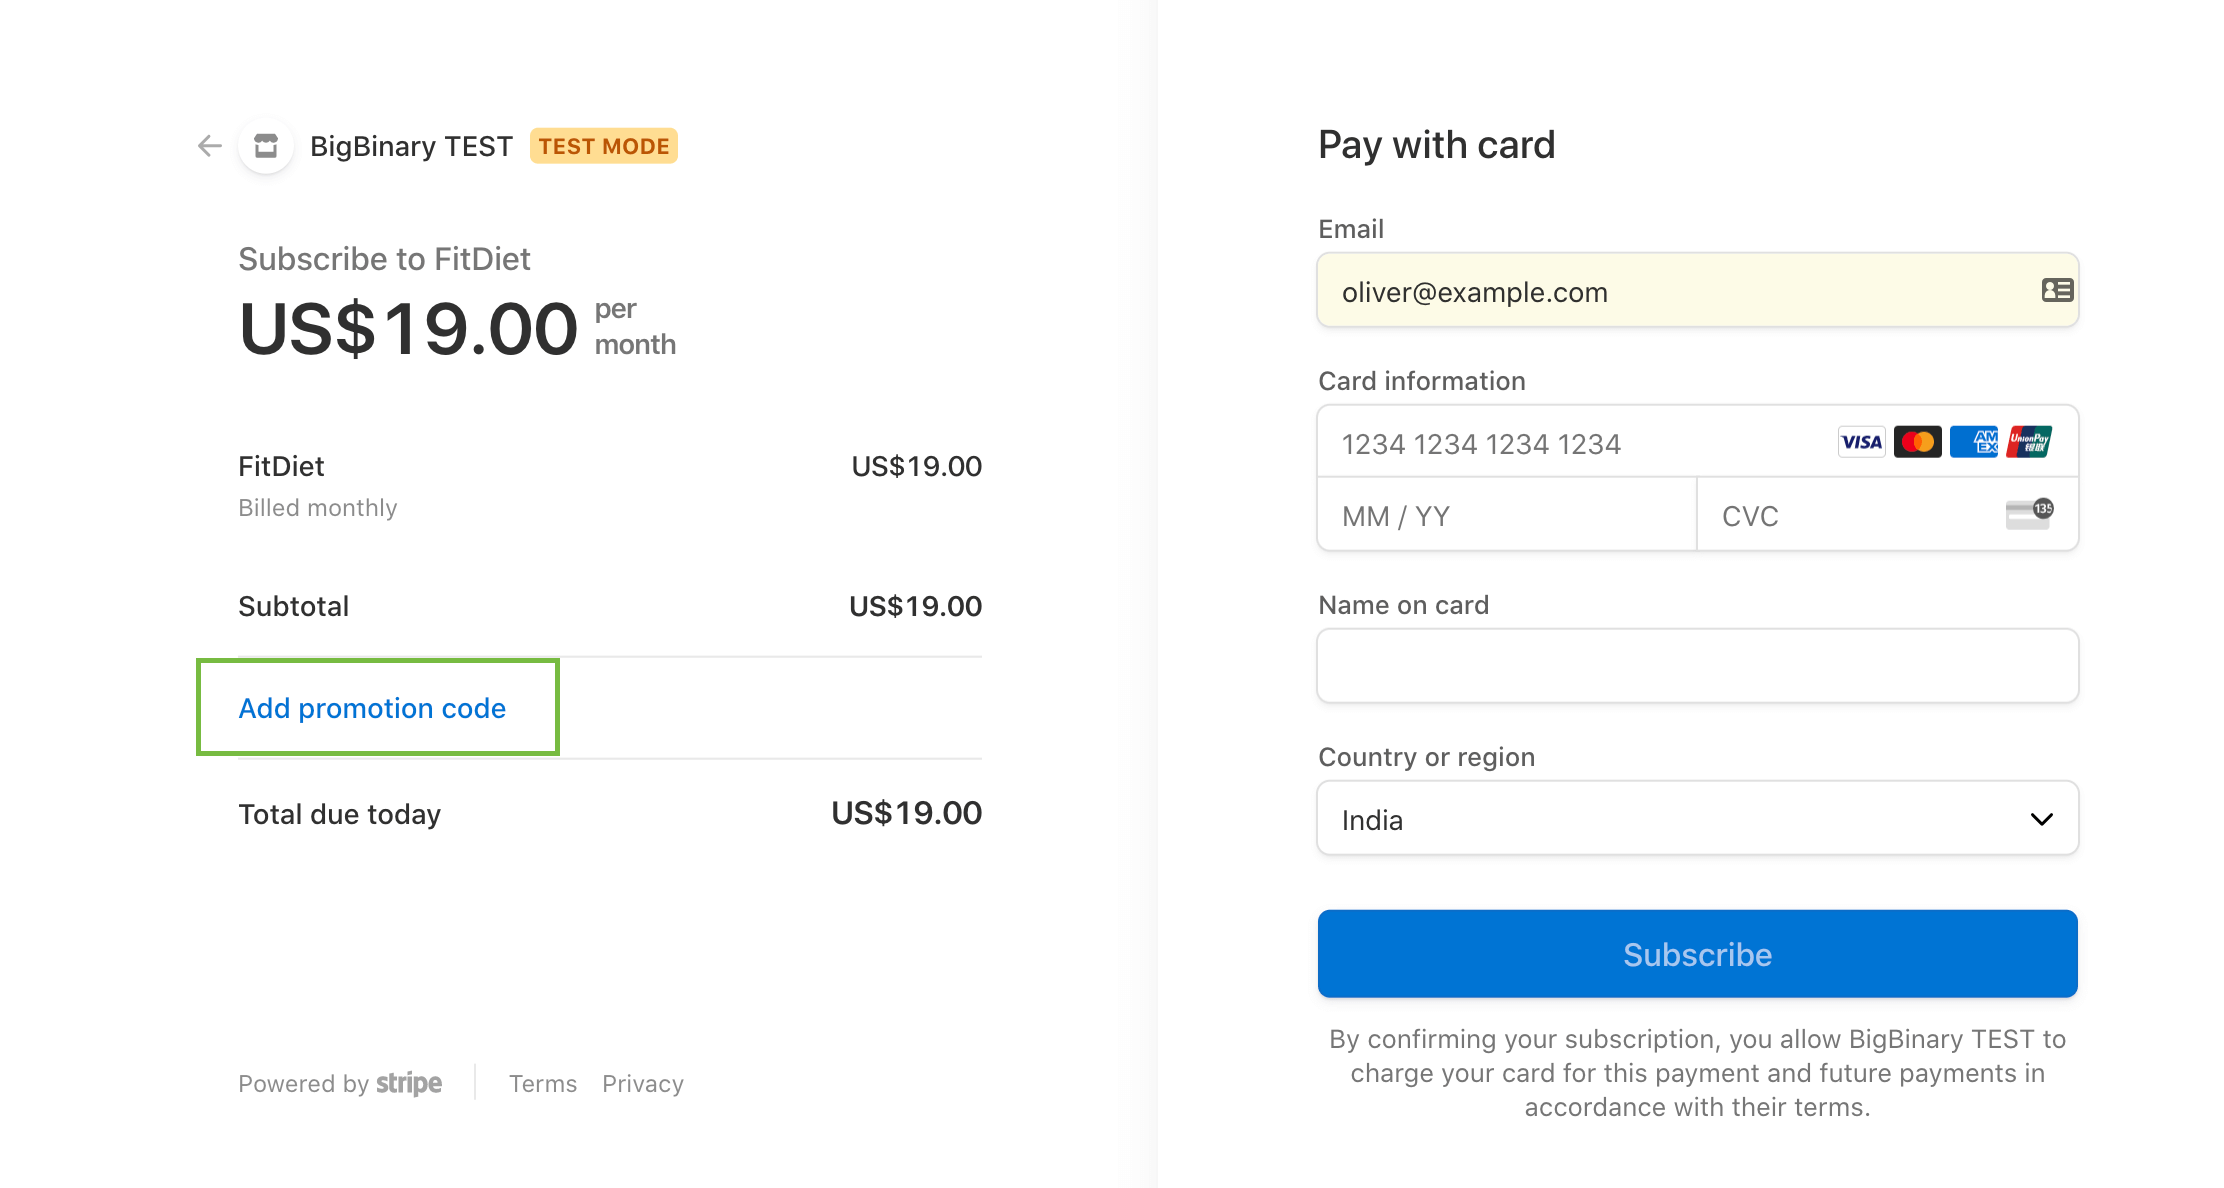 BigBinary TEST TEST MODE
Subscribe to FitDiet
US$19.00 per month
FitDiet US$19.00
Billed monthly
Subtotal US$19.00
Add promotion code
Total due today US$19.00
Powered by stripe Terms Privacy
Pay with card
Email
oliver@example.com
Card information
1234 1234 1234 1234 VISA AM EX UnionPay 银联
MM / YY CVC 135
Name on card
Country or region
India
Subscribe
By confirming your subscription, you allow BigBinary TEST to
charge your card for this payment and future payments in
accordance with their terms.